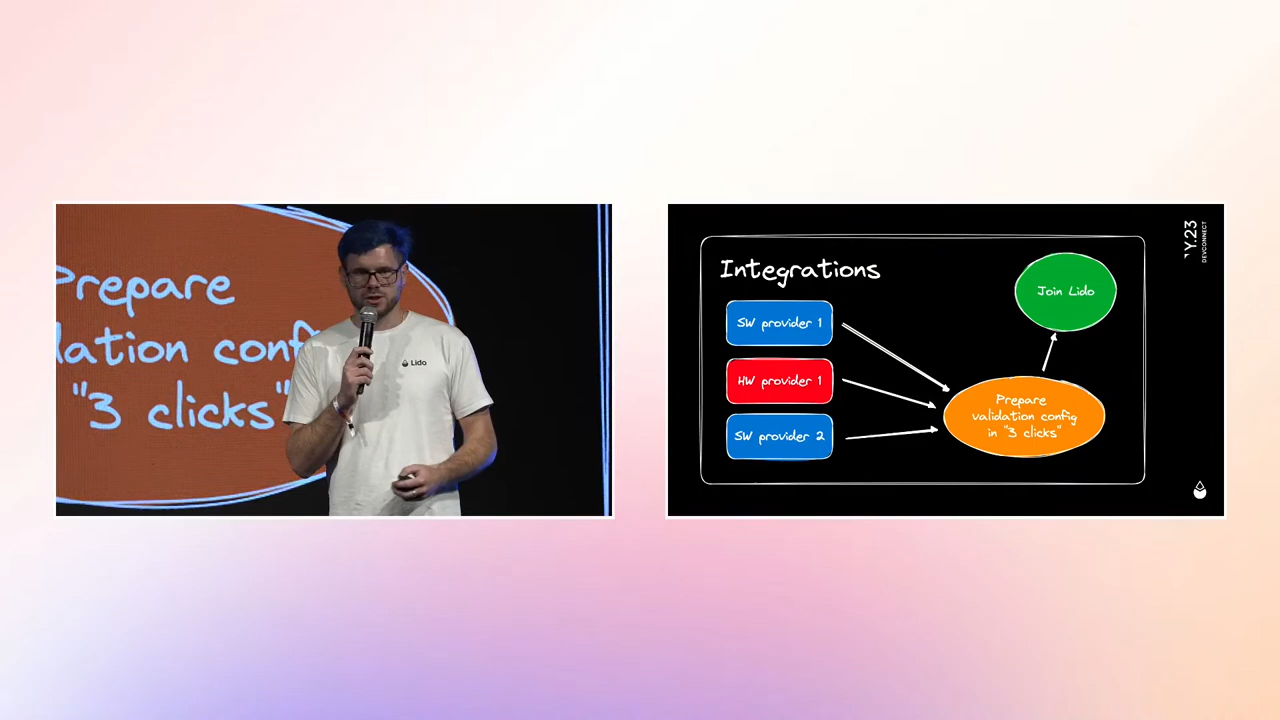 Prepare
dation conf
"3 clicks"
Lido
Integrations
SW provider 1
HW provider 1
SW provider 2
Join Lido
Prepare
validation config
in "3 clicks"
Y.23
DEVCONNECT